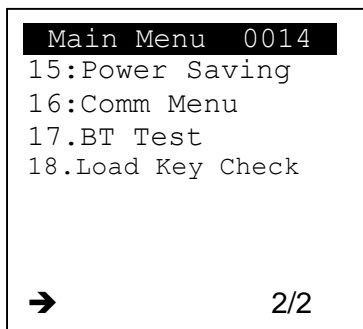 Main Menu 0014
15:Power Saving
16:Comm Menu
17.BT Test
18.Load Key Check
➔ 2/2